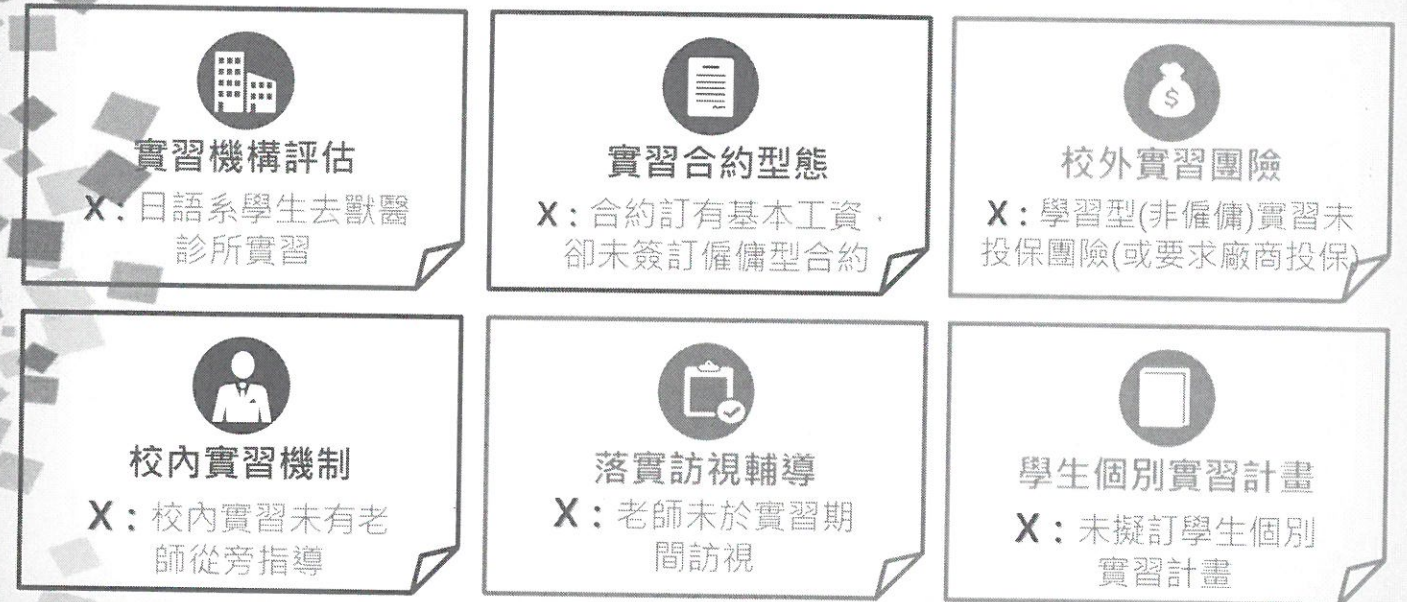 實習機構評估
X：日語系學生去獸醫
診所實習
實習合約型態
X：合約訂有基本工資，
卻未簽訂僱傭型合約
校外實習團險
X：學習型(非僱傭)實習未
投保團險(或要求廠商投保)
校內實習機制
X：校內實習未有老
師從旁指導
落實訪視輔導
X：老師未於實習期
間訪視
學生個別實習計畫
X：未擬訂學生個別
實習計畫